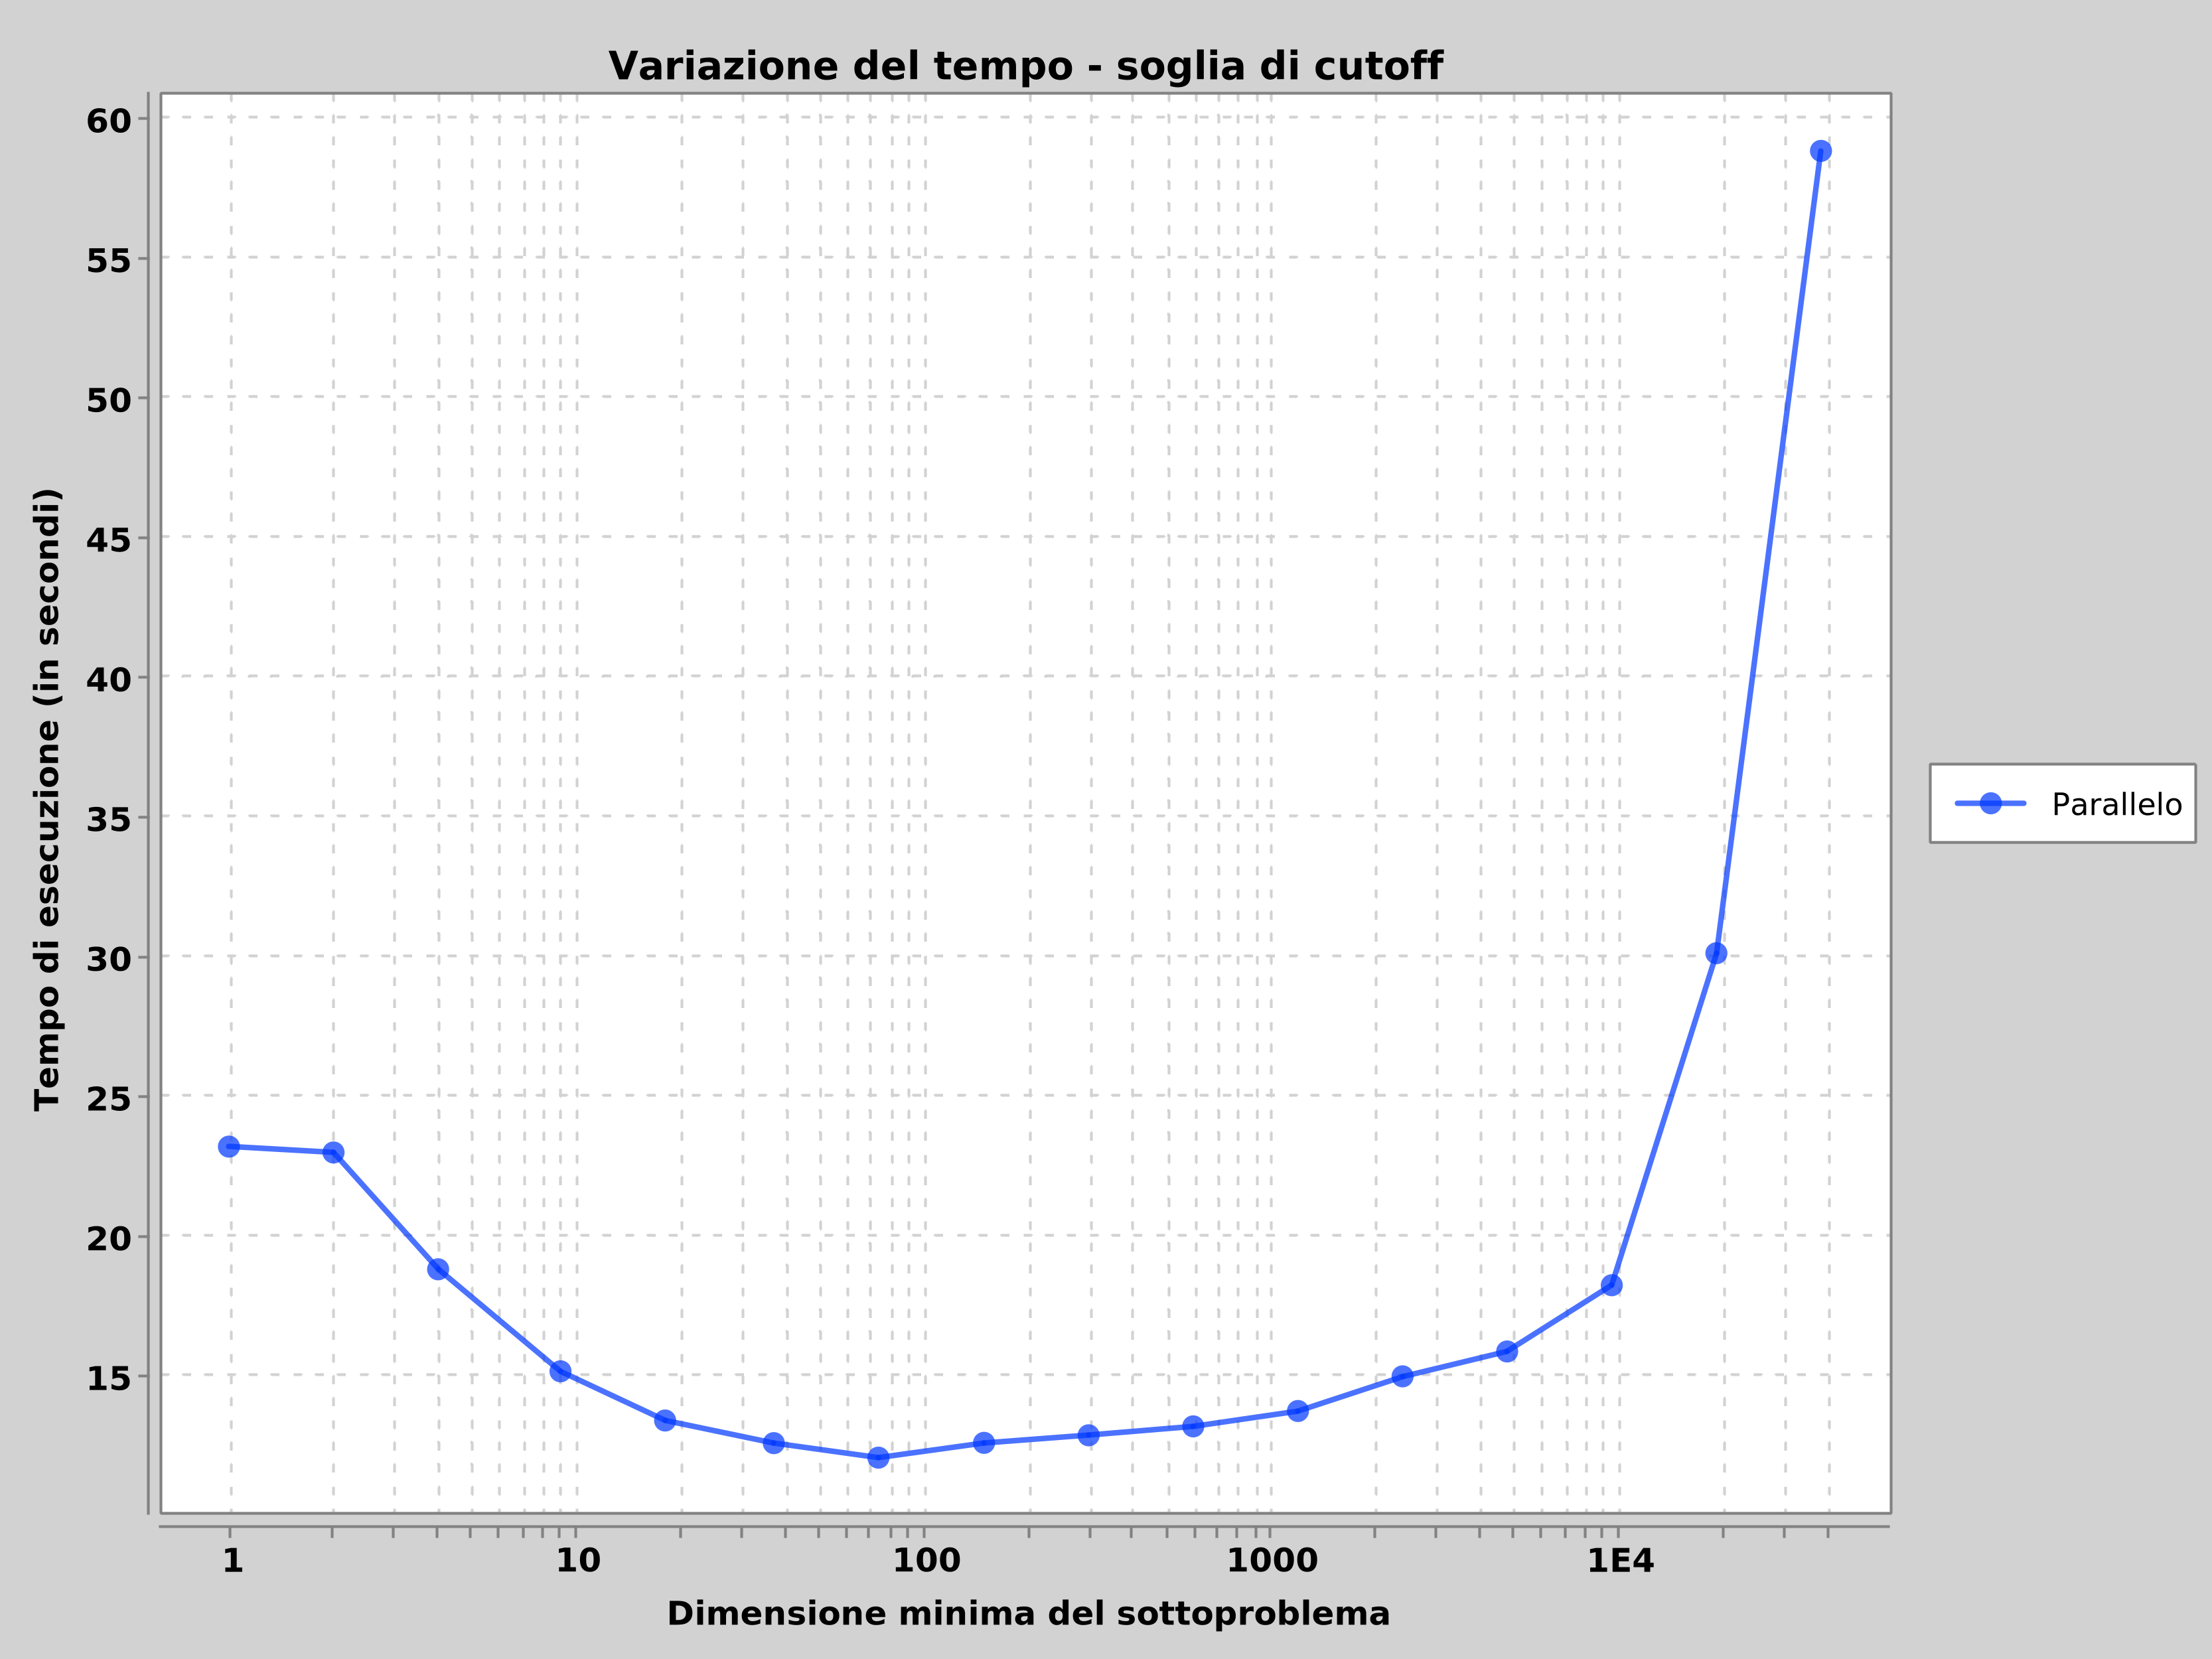 Variazione del tempo - soglia di cutoff
Tempo di esecuzione (in secondi)
60
55
50
45
40
35
30
25
20
15
1 10 100 1000 1E4
Dimensione minima del sottoproblema
Parallelo